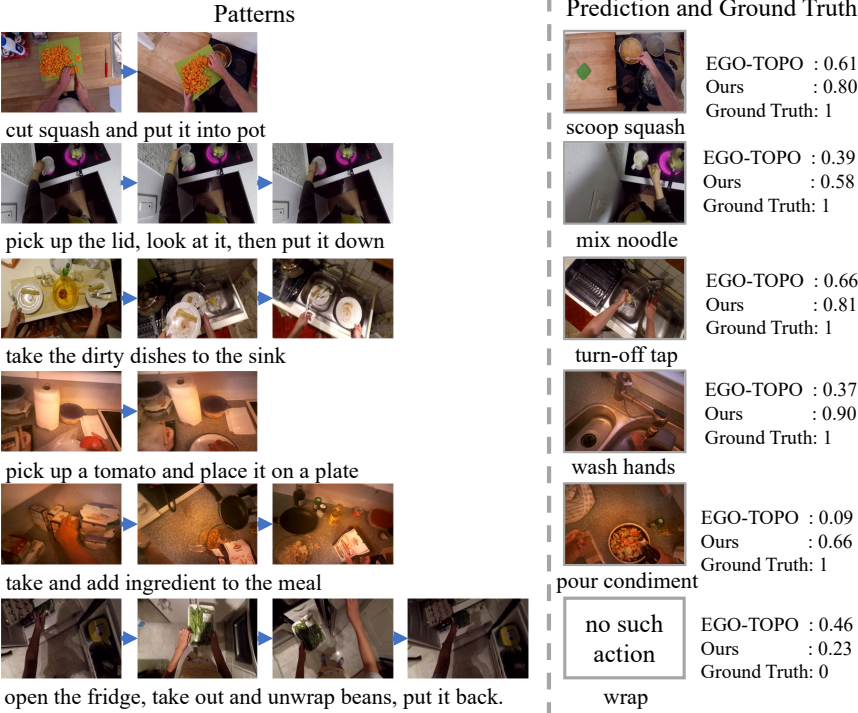 Patterns
Prediction and Ground Truth
cut squash and put it into pot
scoop squash
EGO-TOPO : 0.61
Ours : 0.80
Ground Truth: 1
pick up the lid, look at it, then put it down
mix noodle
EGO-TOPO : 0.39
Ours : 0.58
Ground Truth: 1
take the dirty dishes to the sink
turn-off tap
EGO-TOPO : 0.66
Ours : 0.81
Ground Truth: 1
pick up a tomato and place it on a plate
wash hands
EGO-TOPO : 0.37
Ours : 0.90
Ground Truth: 1
take and add ingredient to the meal
pour condiment
EGO-TOPO : 0.09
Ours : 0.66
Ground Truth: 1
open the fridge, take out and unwrap beans, put it back.
no such
action
wrap
EGO-TOPO : 0.46
Ours : 0.23
Ground Truth: 0